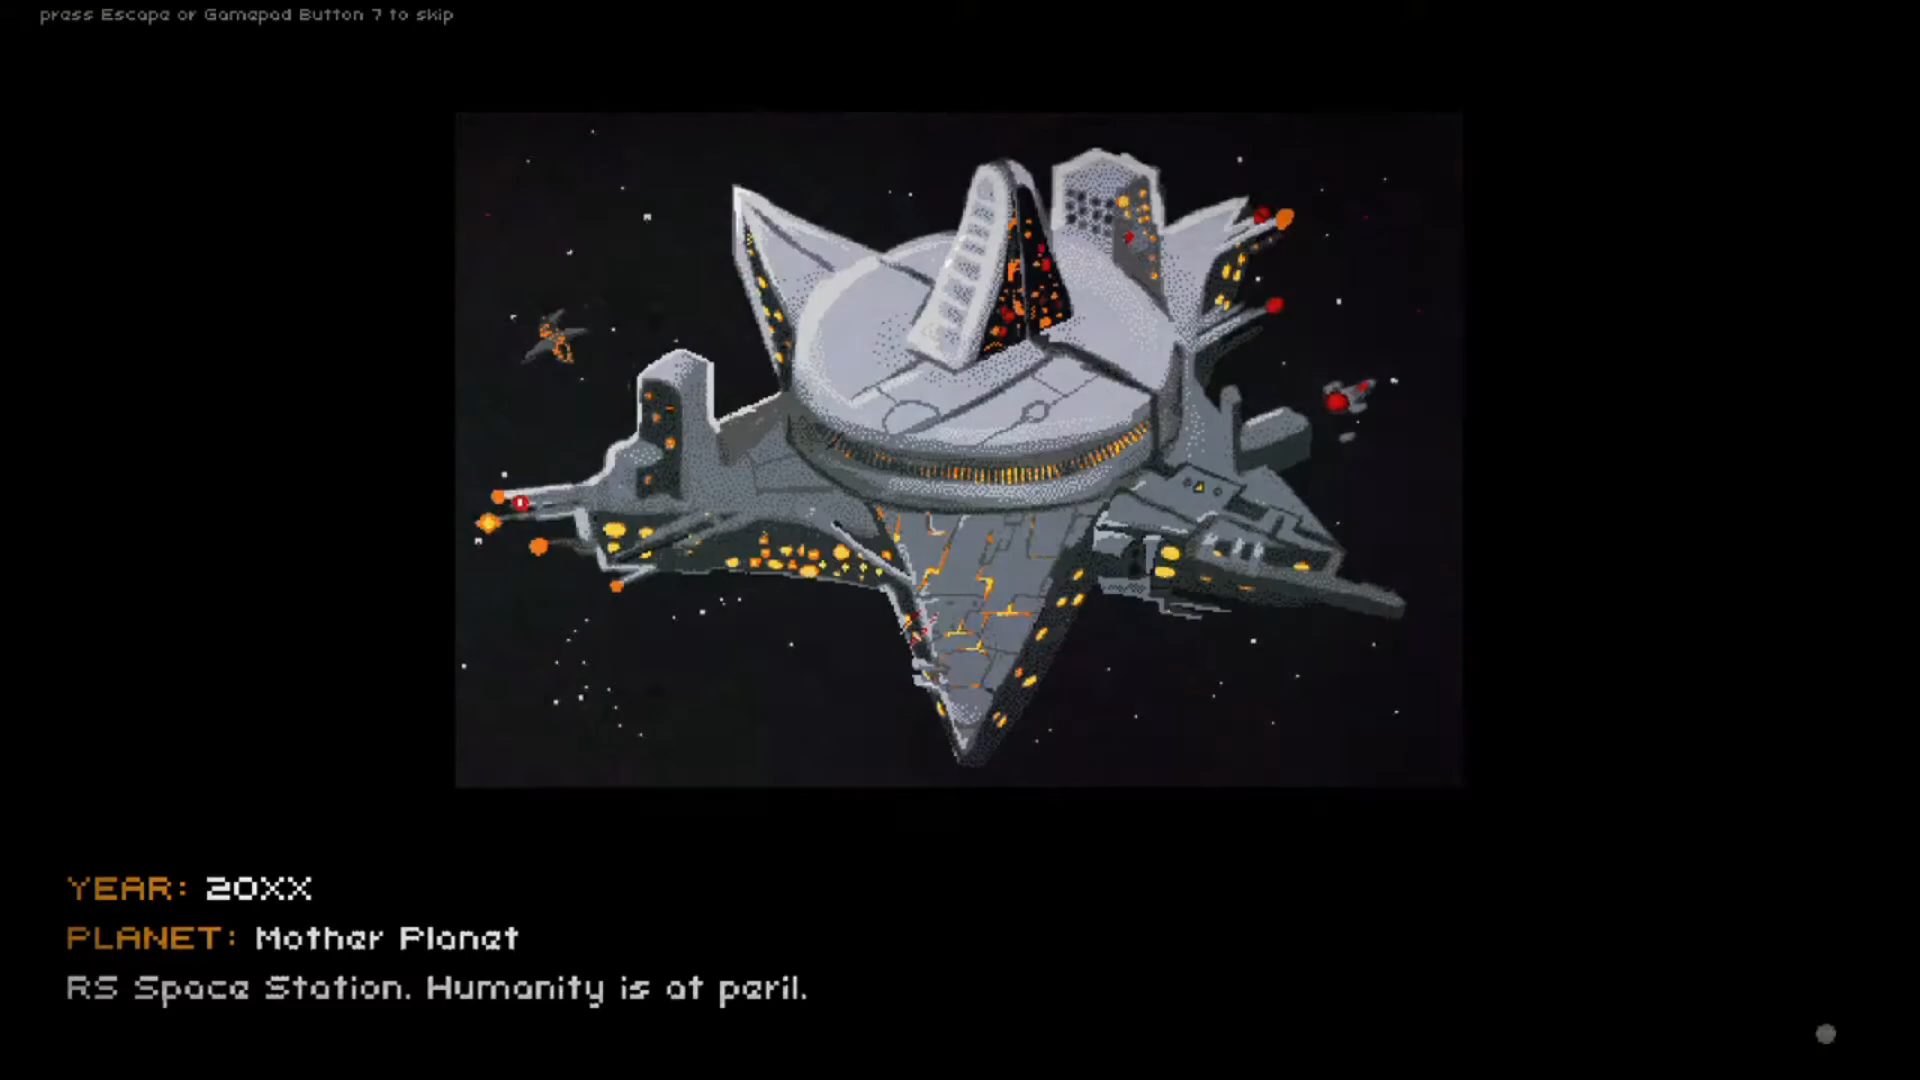 press Escape or Gamepad Button 7 to skip
YEAR: 20XX
PLANET: Mother Planet
RS Space Station. Humanity is at peril.